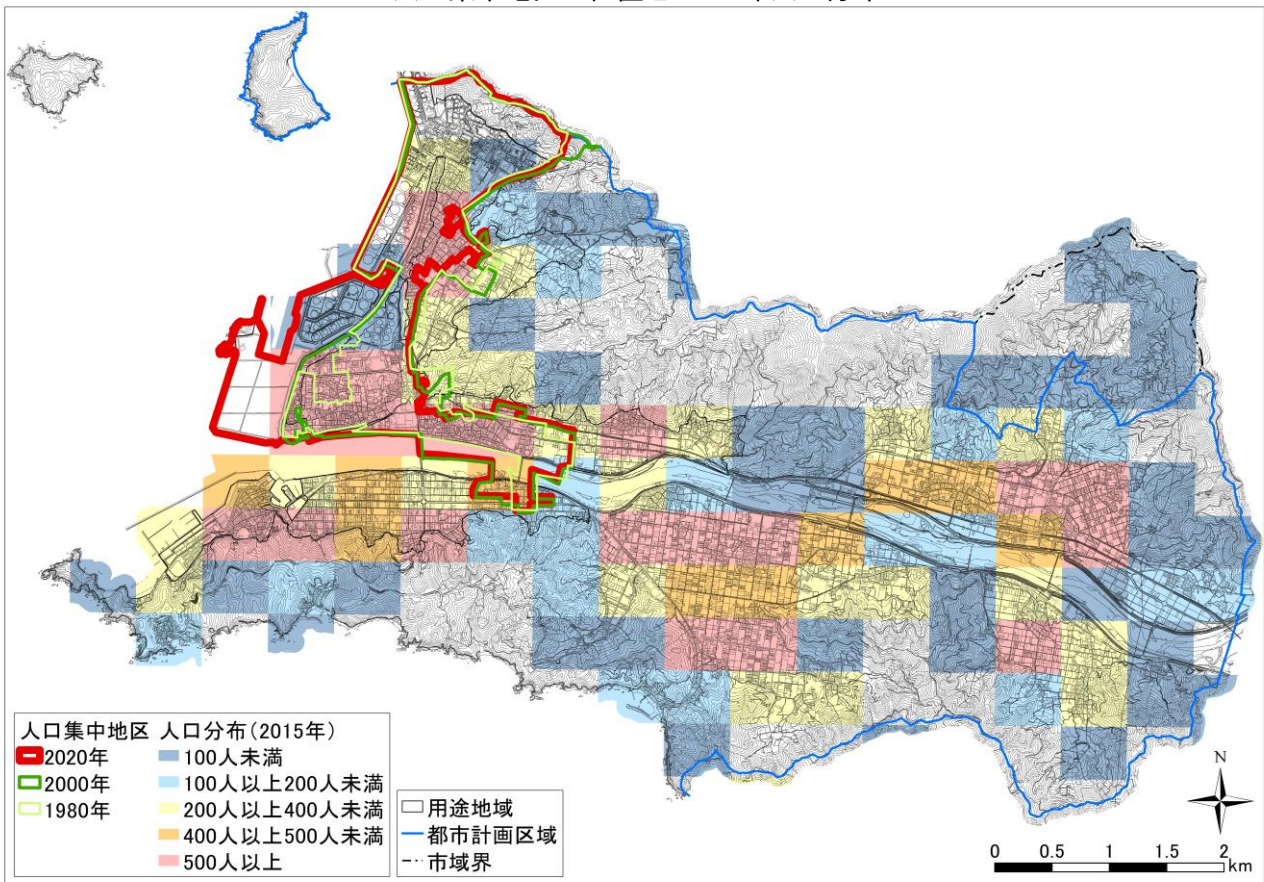 人口集中地区 人口分布(2015年)
2020年
2000年
1980年
100人未満
100人以上200人未満
200人以上400人未満
400人以上500人未満
500人以上
用途地域
都市計画区域
市域界
N
0 0.5 1 1.5 2
km